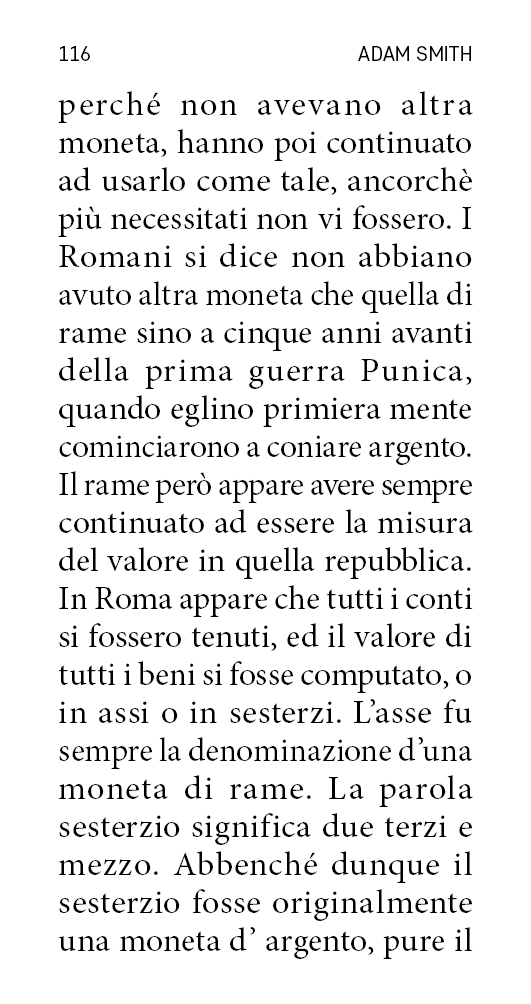 116 ADAM SMITH
perché non avevano altra
moneta, hanno poi continuato
ad usarlo come tale, ancorchè
più necessitati non vi fossero. I
Romani si dice non abbiano
avuto altra moneta che quella di
rame sino a cinque anni avanti
della prima guerra Punica,
quando eglino primiera mente
cominciarono a coniare argento.
Il rame però appare avere sempre
continuato ad essere la misura
del valore in quella repubblica.
In Roma appare che tutti i conti
si fossero tenuti, ed il valore di
tutti i beni si fosse computato, o
in assi o in sesterzi. L’asse fu
sempre la denominazione d’una
moneta di rame. La parola
sesterzio significa due terzi e
mezzo. Abbenché dunque il
sesterzio fosse originalmente
una moneta d’ argento, pure il